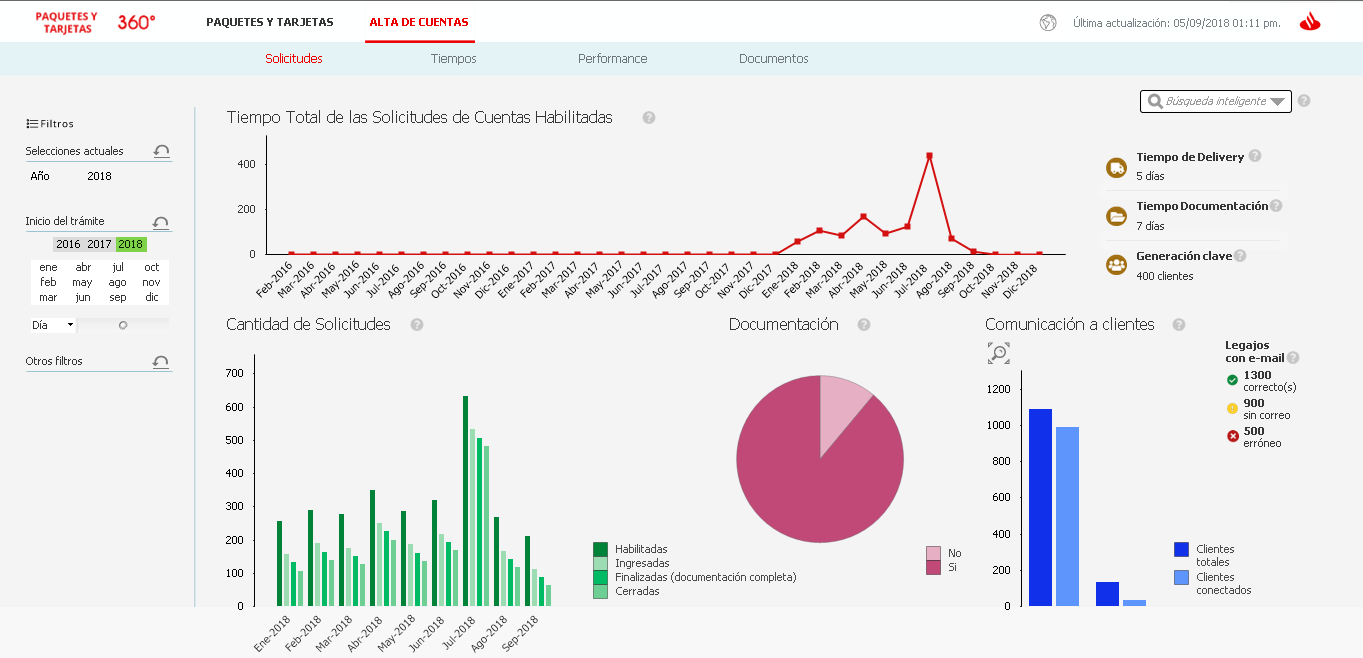 PAQUETES Y
TARJETAS
360°
PAQUETES Y TARJETAS
ALTA DE CUENTAS
Última actualización: 05/09/2018 01:11 pm.
Solicitudes
Tiempos
Performance
Documentos
Búsqueda inteligente
?
Filtros
Selecciones actuales
Año 2018
Inicio del trámite
2016 2017 2018
ene abr jul oct
feb may ago nov
mar jun sep dic
Día
Otros filtros
Tiempo Total de las Solicitudes de Cuentas Habilitadas
?
400
200
0
Feb-2016
Mar-2016
Abr-2016
May-2016
Jun-2016
Jul-2016
Ago-2016
Sep-2016
Oct-2016
Nov-2016
Dic-2016
Ene-2017
Feb-2017
Mar-2017
Abr-2017
May-2017
Jun-2017
Jul-2017
Ago-2017
Sep-2017
Oct-2017
Nov-2017
Dic-2017
Ene-2018
Feb-2018
Mar-2018
Abr-2018
May-2018
Jun-2018
Jul-2018
Ago-2018
Sep-2018
Oct-2018
Nov-2018
Dic-2018
Tiempo de Delivery
?
5 días
Tiempo Documentación
?
7 días
Generación clave
?
400 clientes
Cantidad de Solicitudes
?
700
600
500
400
300
200
100
0
Ene-2018
Feb-2018
Mar-2018
Abr-2018
May-2018
Jun-2018
Jul-2018
Ago-2018
Sep-2018
Habilitadas
Ingresadas
Finalizadas (documentación completa)
Cerradas
Documentación
?
No
Si
Comunicación a clientes
?
1200
1000
800
600
400
200
0
Legajos
con e-mail
?
1300
correcto(s)
900
sin correo
500
erróneo
Clientes
totales
Clientes
conectados